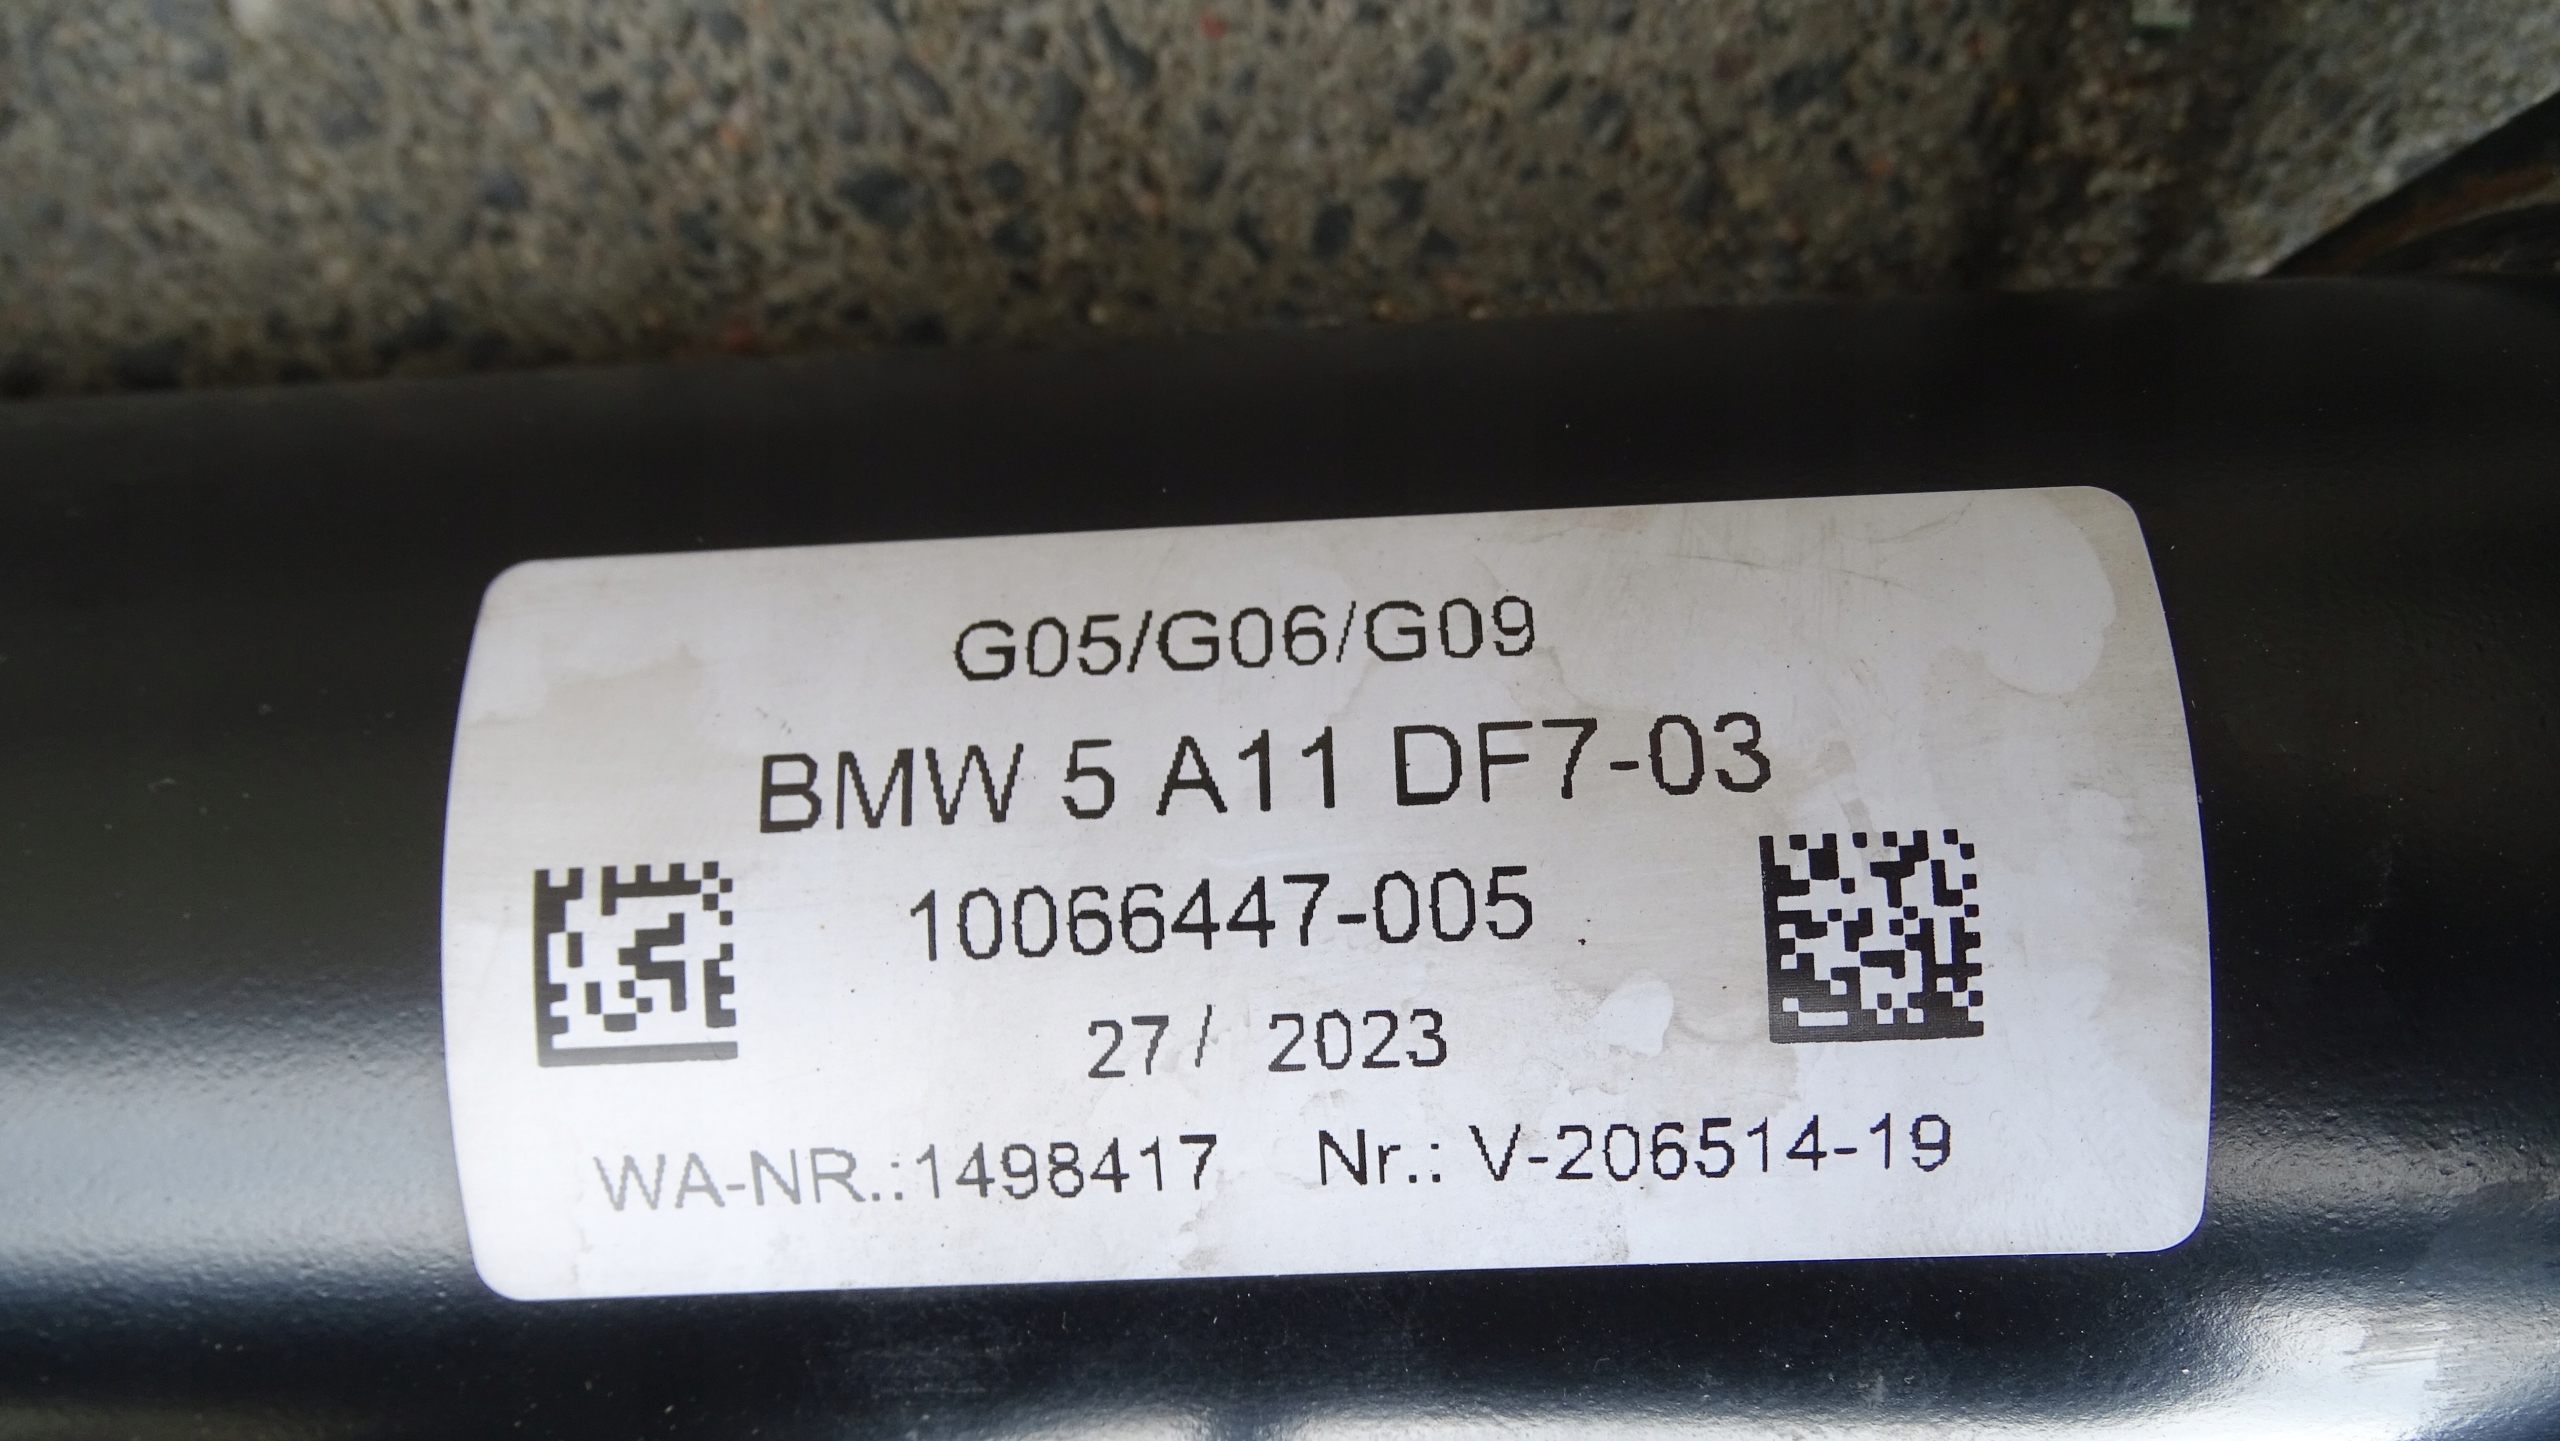 G05/G06/G09
BMW 5 A11 DF7-03
10066447-005
27/ 2023
WA-NR.:1498417 Nr.: V-206514-19